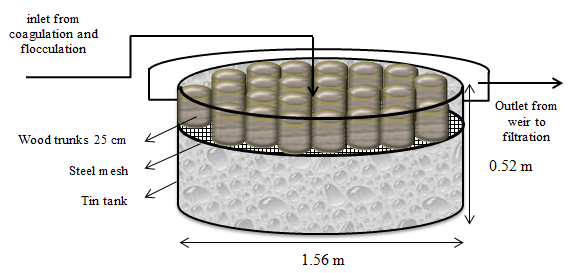 inlet from
coagulation and
flocculation
Outlet from
weir to
filtration
Wood trunks 25 cm
Steel mesh
Tin tank
0.52 m
1.56 m